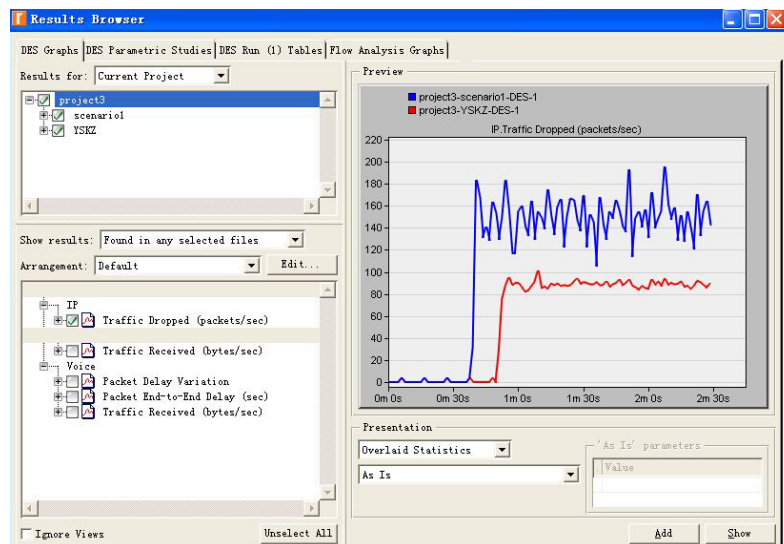 Results Browser
DES Graphs DES Parametric Studies DES Run (1) Tables Flow Analysis Graphs
Results for: Current Project
project3
scenario1
YSKZ
Show results: Found in any selected files
Arrangement: Default Edit...
IP
Traffic Dropped (packets/sec)
Traffic Received (bytes/sec)
Voice
Packet Delay Variation
Packet End-to-End Delay (sec)
Traffic Received (bytes/sec)
Ignore Views Unselect All
Preview
project3-scenario1-DES-1
project3-YSKZ-DES-1
IP.Traffic Dropped (packets/sec)
220
200
180
160
140
120
100
80
60
40
20
0
0m 0s 0m 30s 1m 0s 1m 30s 2m 0s 2m 30s
Presentation
Overlaid Statistics
As Is
'As Is' parameters
Value
Add Show